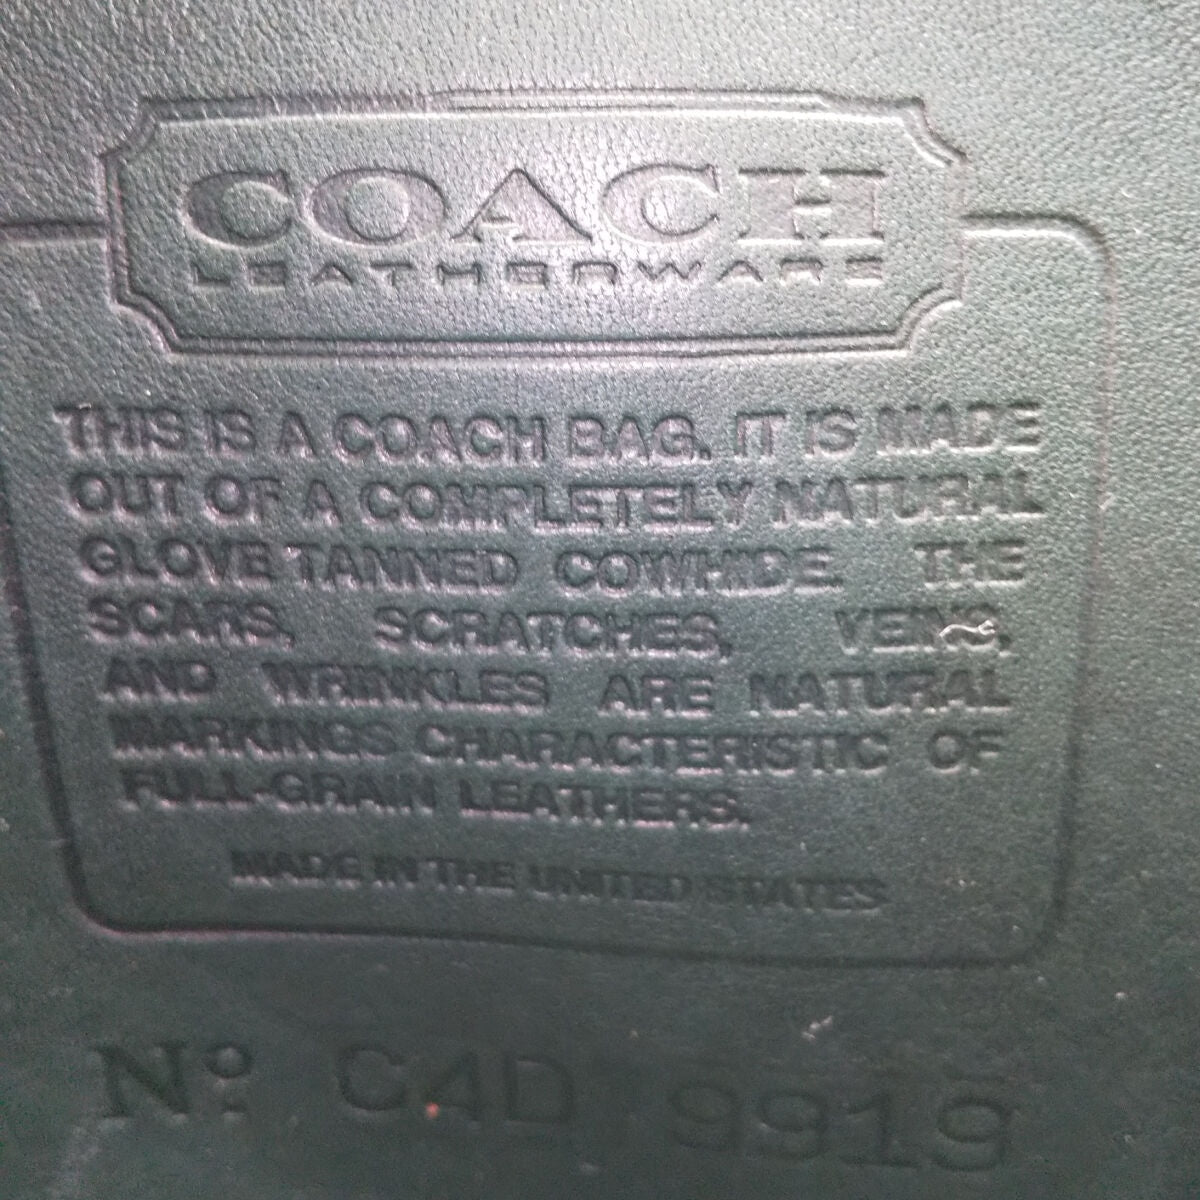 COACH
LEATHERWARE
THIS IS A COACH BAG. IT IS MADE
OUT OF A COMPLETELY NATURAL
GLOVE TANNED COWHIDE. THE
SCARS, SCRATCHES, VEINS,
AND WRINKLES ARE NATURAL
MARKINGS CHARACTERISTIC OF
FULL-GRAIN LEATHERS.
MADE IN THE UNITED STATES
Nº: C4D 9919